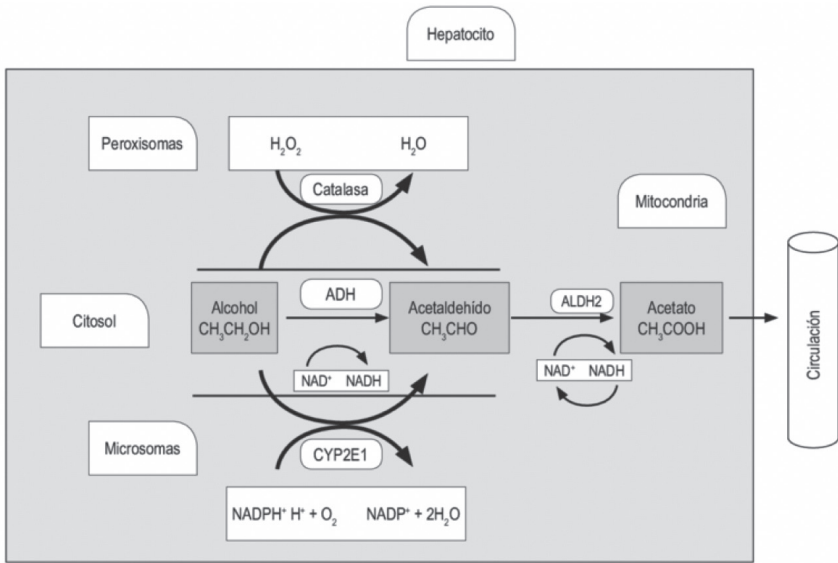 Hepatocito
Peroxisomas
H₂O₂ H₂O
Catalasa
Mitocondria
Citosol
Alcohol
CH₃CH₂OH
ADH
Acetaldehído
CH₃CHO
ALDH2
Acetato
CH₃COOH
Circulación
NAD⁺ NADH
NAD⁺ NADH
Microsomas
CYP2E1
NADPH⁺ H⁺ + O₂ NADP⁺ + 2H₂O